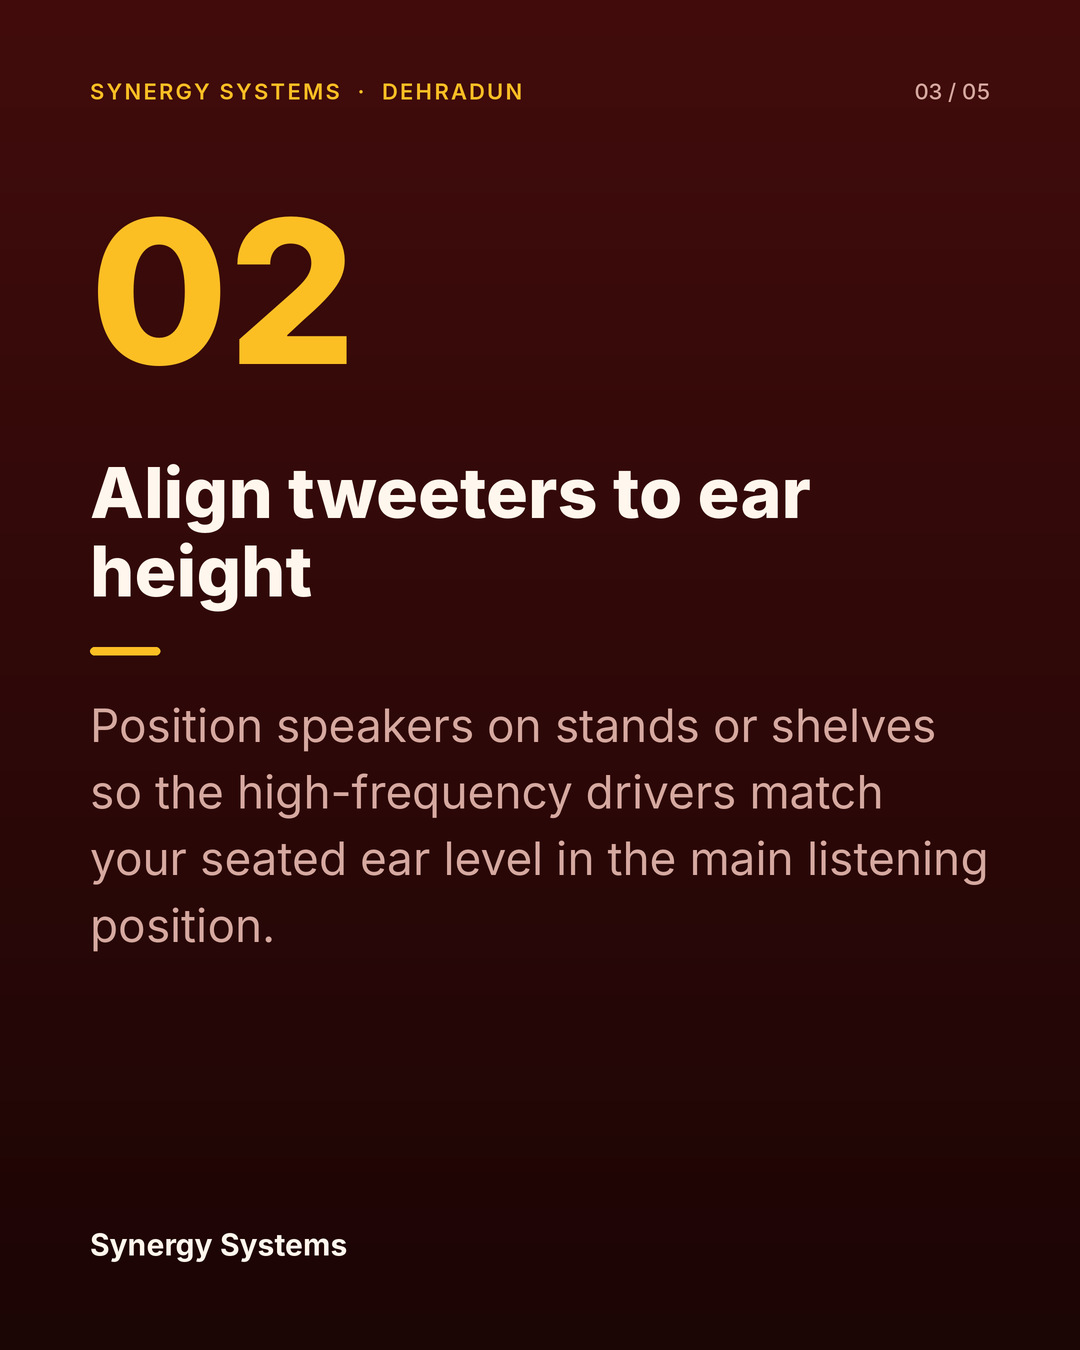 SYNERGY SYSTEMS · DEHRADUN
03 / 05
02
Align tweeters to ear
height
Position speakers on stands or shelves
so the high-frequency drivers match
your seated ear level in the main listening
position.
Synergy Systems